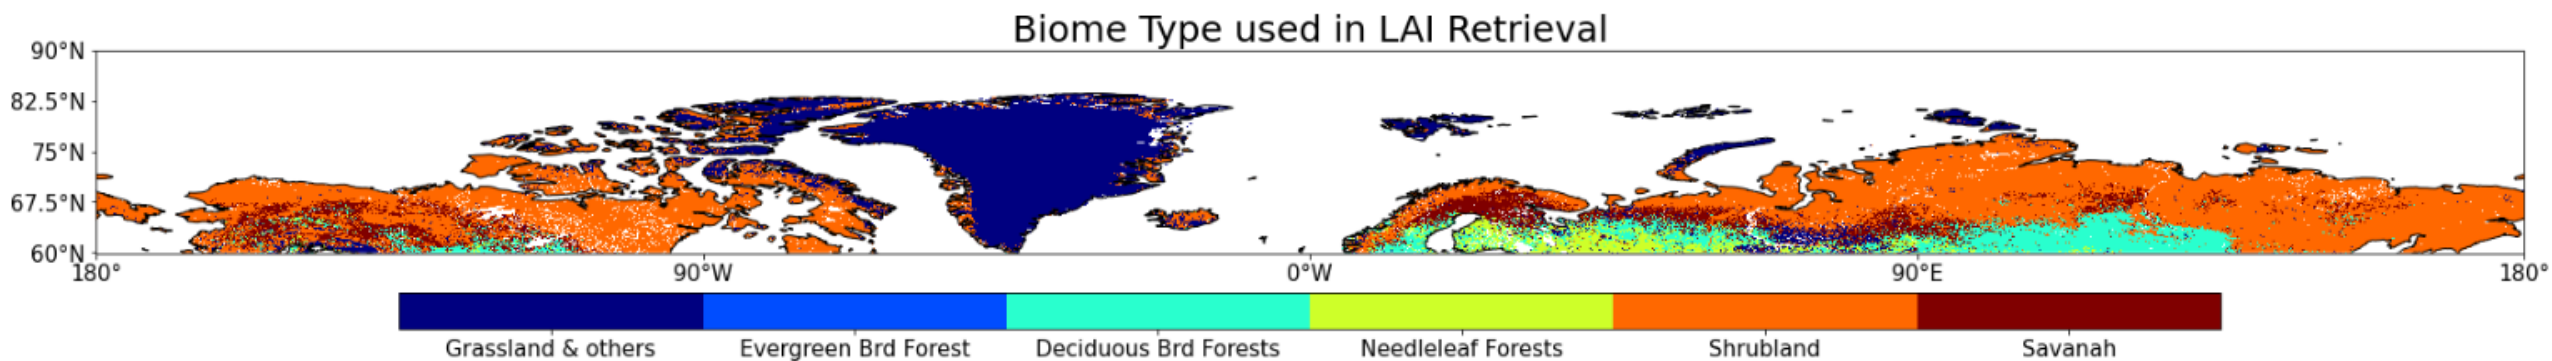 Biome Type used in LAI Retrieval
90°N
82.5°N
75°N
67.5°N
60°N
180° 90°W 0°W 90°E 180°
Grassland & others Evergreen Brd Forest Deciduous Brd Forests Needleleaf Forests Shrubland Savanah